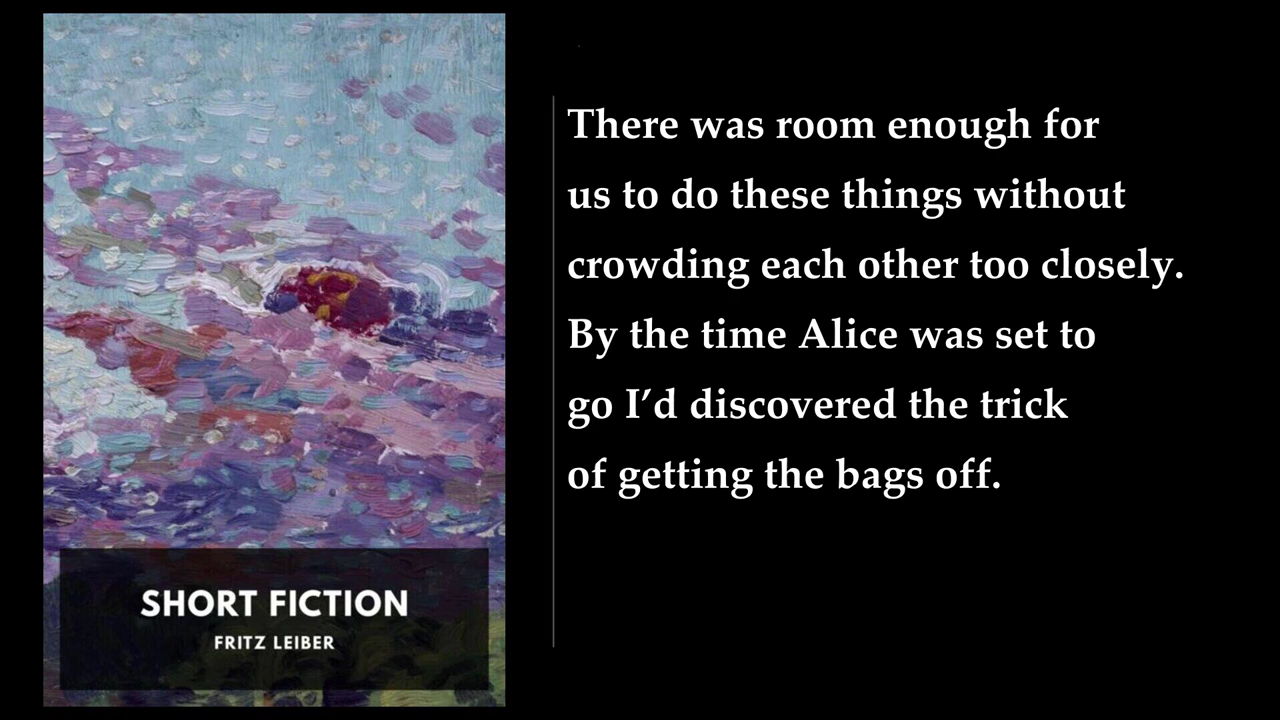 There was room enough for
us to do these things without
crowding each other too closely.
By the time Alice was set to
go I’d discovered the trick
of getting the bags off.
SHORT FICTION
FRITZ LEIBER